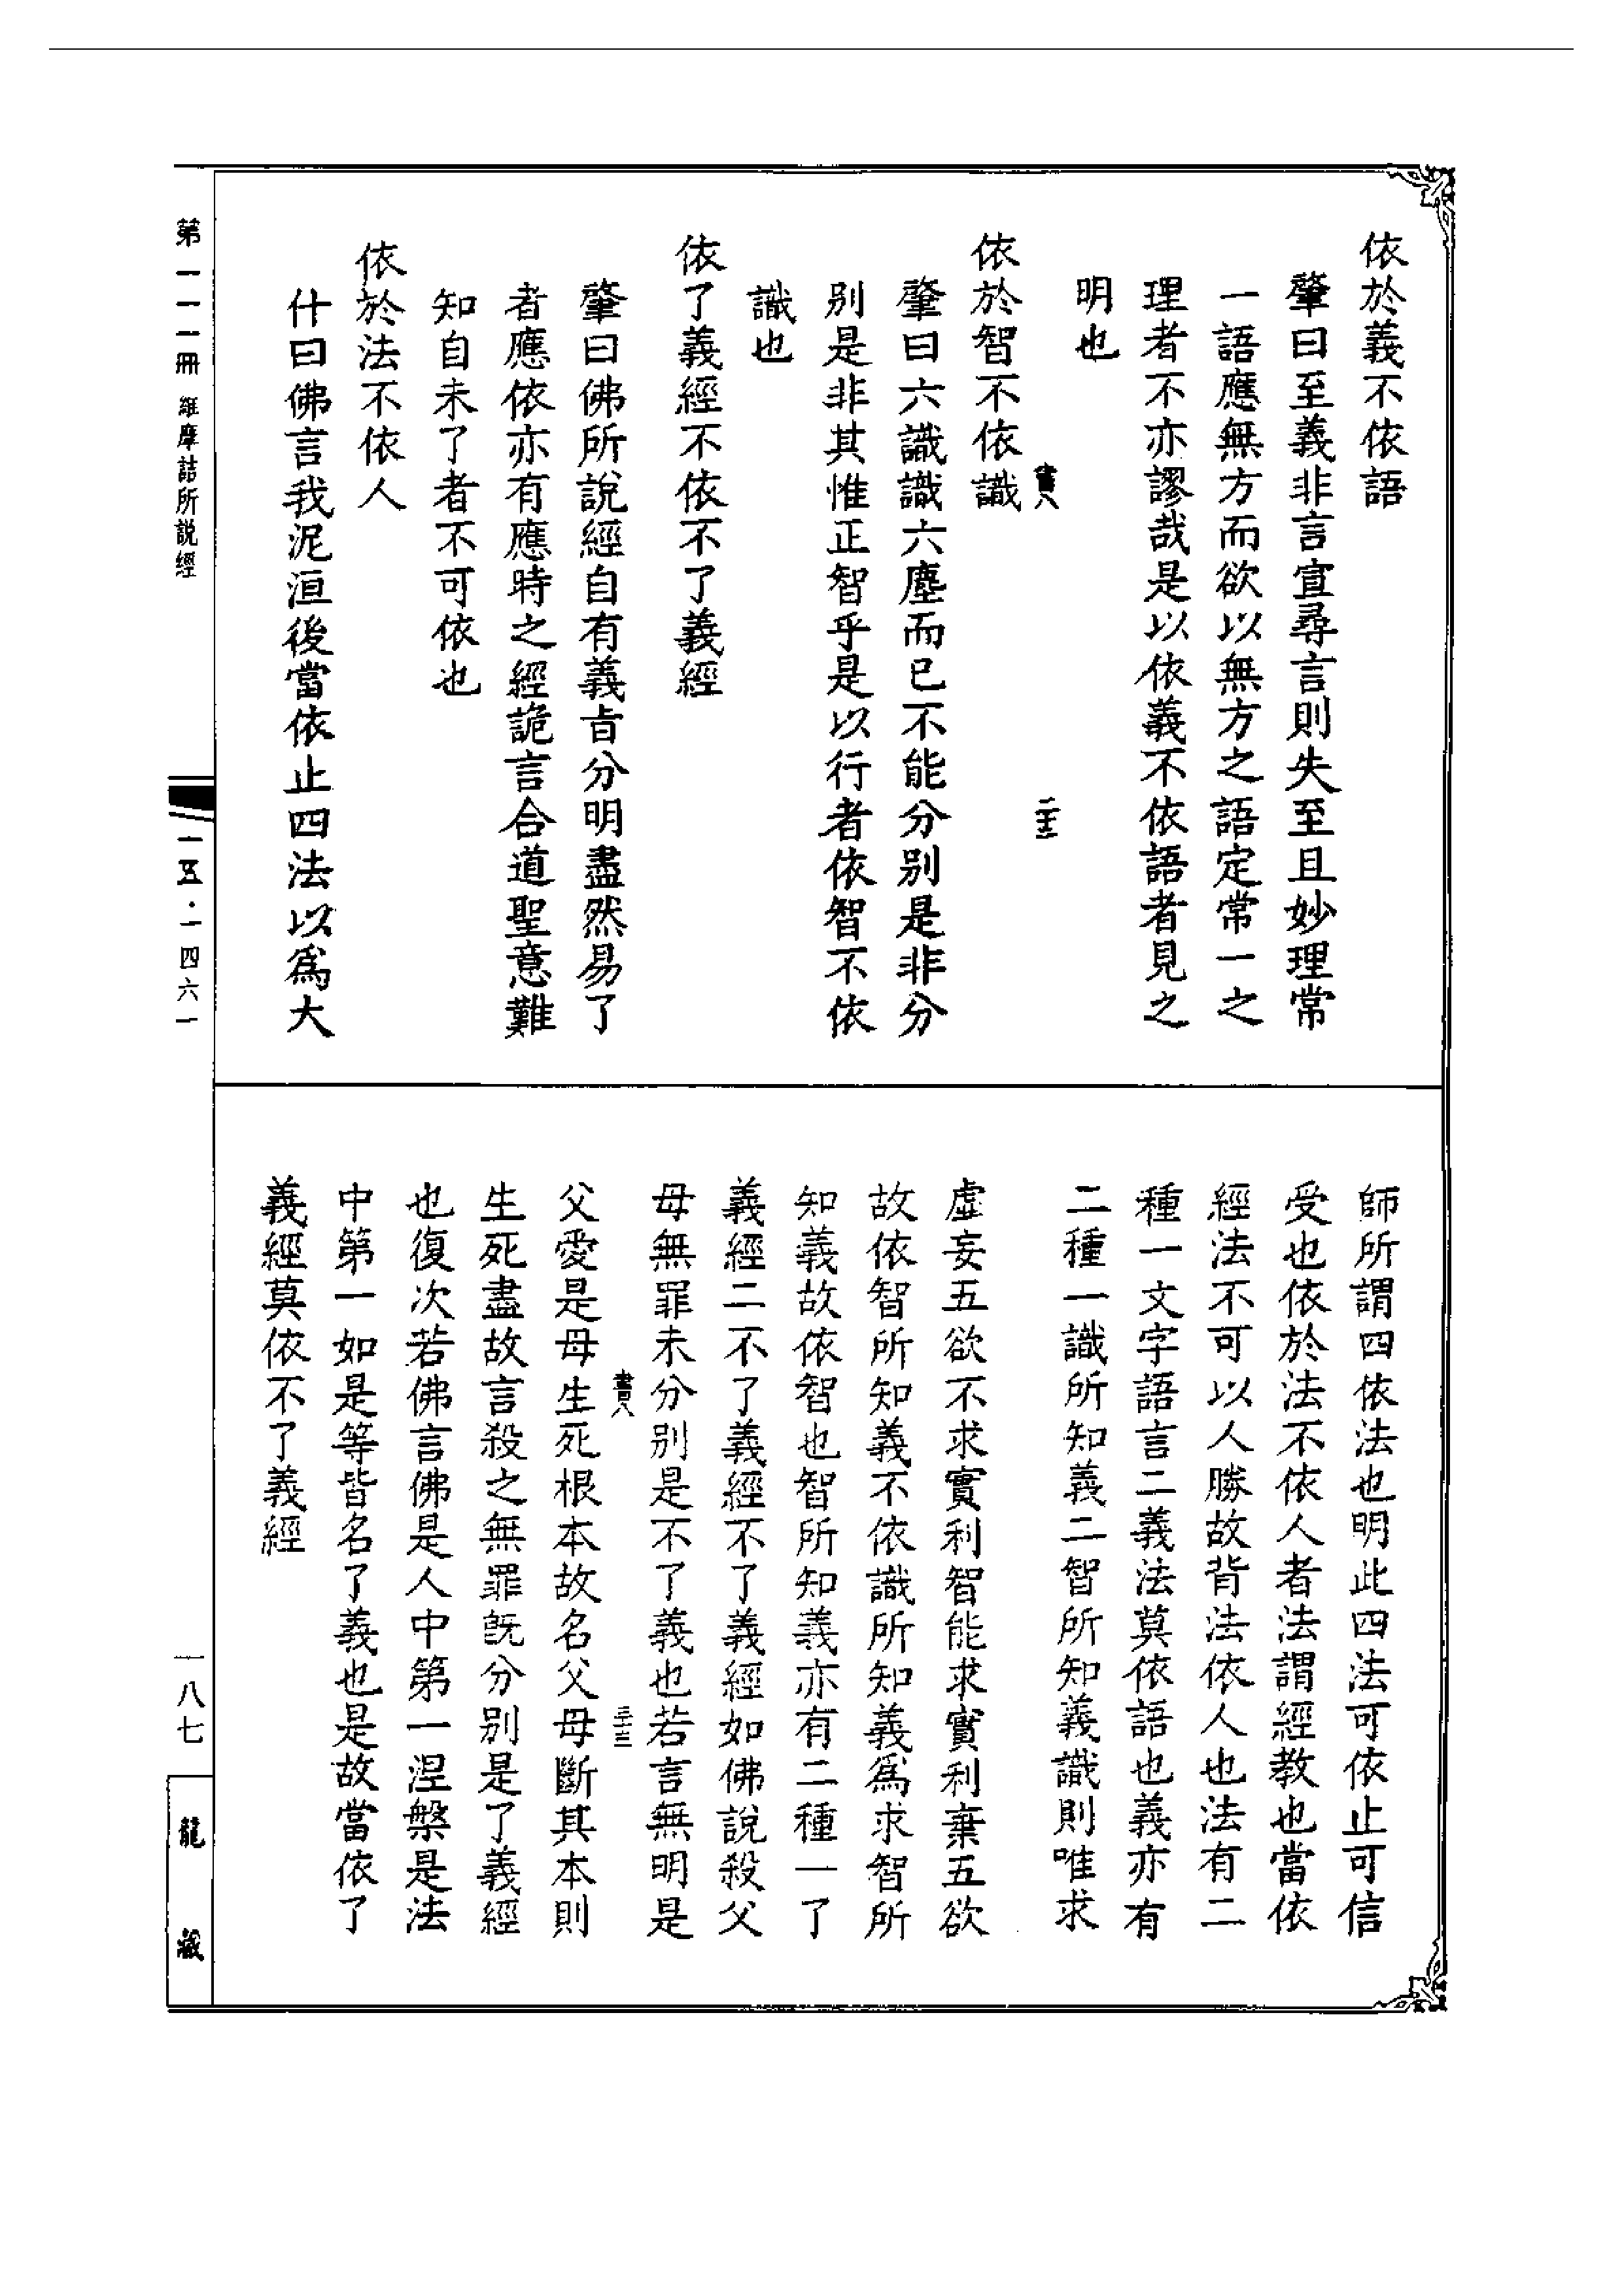 依於義不依語
肇曰至義非言宣尋言則失至且妙理常
一語應無方而欲以無方之語定常一之
理者不亦謬哉是以依義不依語者見之
明也
書八
依於智不依識
肇曰六識識六塵而已不能分别是非分
别是非其惟正智乎是以行者依智不依
識也
依了義經不依不了義經
肇曰佛所說經自有義旨分明盡然易了
者應依亦有應時之經詭言合道聖意難
知自未了者不可依也
依於法不依人
什曰佛言我泥洹後當依止四法以爲大
師所謂四依法也明此四法可依止可信
受也依於法不依人者法謂經教也當依
經法不可以人勝故背法依人也法有二
種一文字語言二義法莫依語也義亦有
二種一識所知義二智所知義識則唯求
虛妄五欲不求實利智能求實利棄五欲
故依智所知義不依識所知義爲求智所
知義故依智也智所知義亦有二種一了
義經二不了義經不了義經如佛說殺父
母無罪未分别是不了義也若言無明是
書八
父愛是母生死根本故名父母斷其本則
生死盡故言殺之無罪旣分别是了義經
也復次若佛言佛是人中第一涅槃是法
中第一如是等皆名了義也是故當依了
義經莫依不了義經
第一一一冊 維摩詰所説經
一五·一四六一
一八七
龍藏